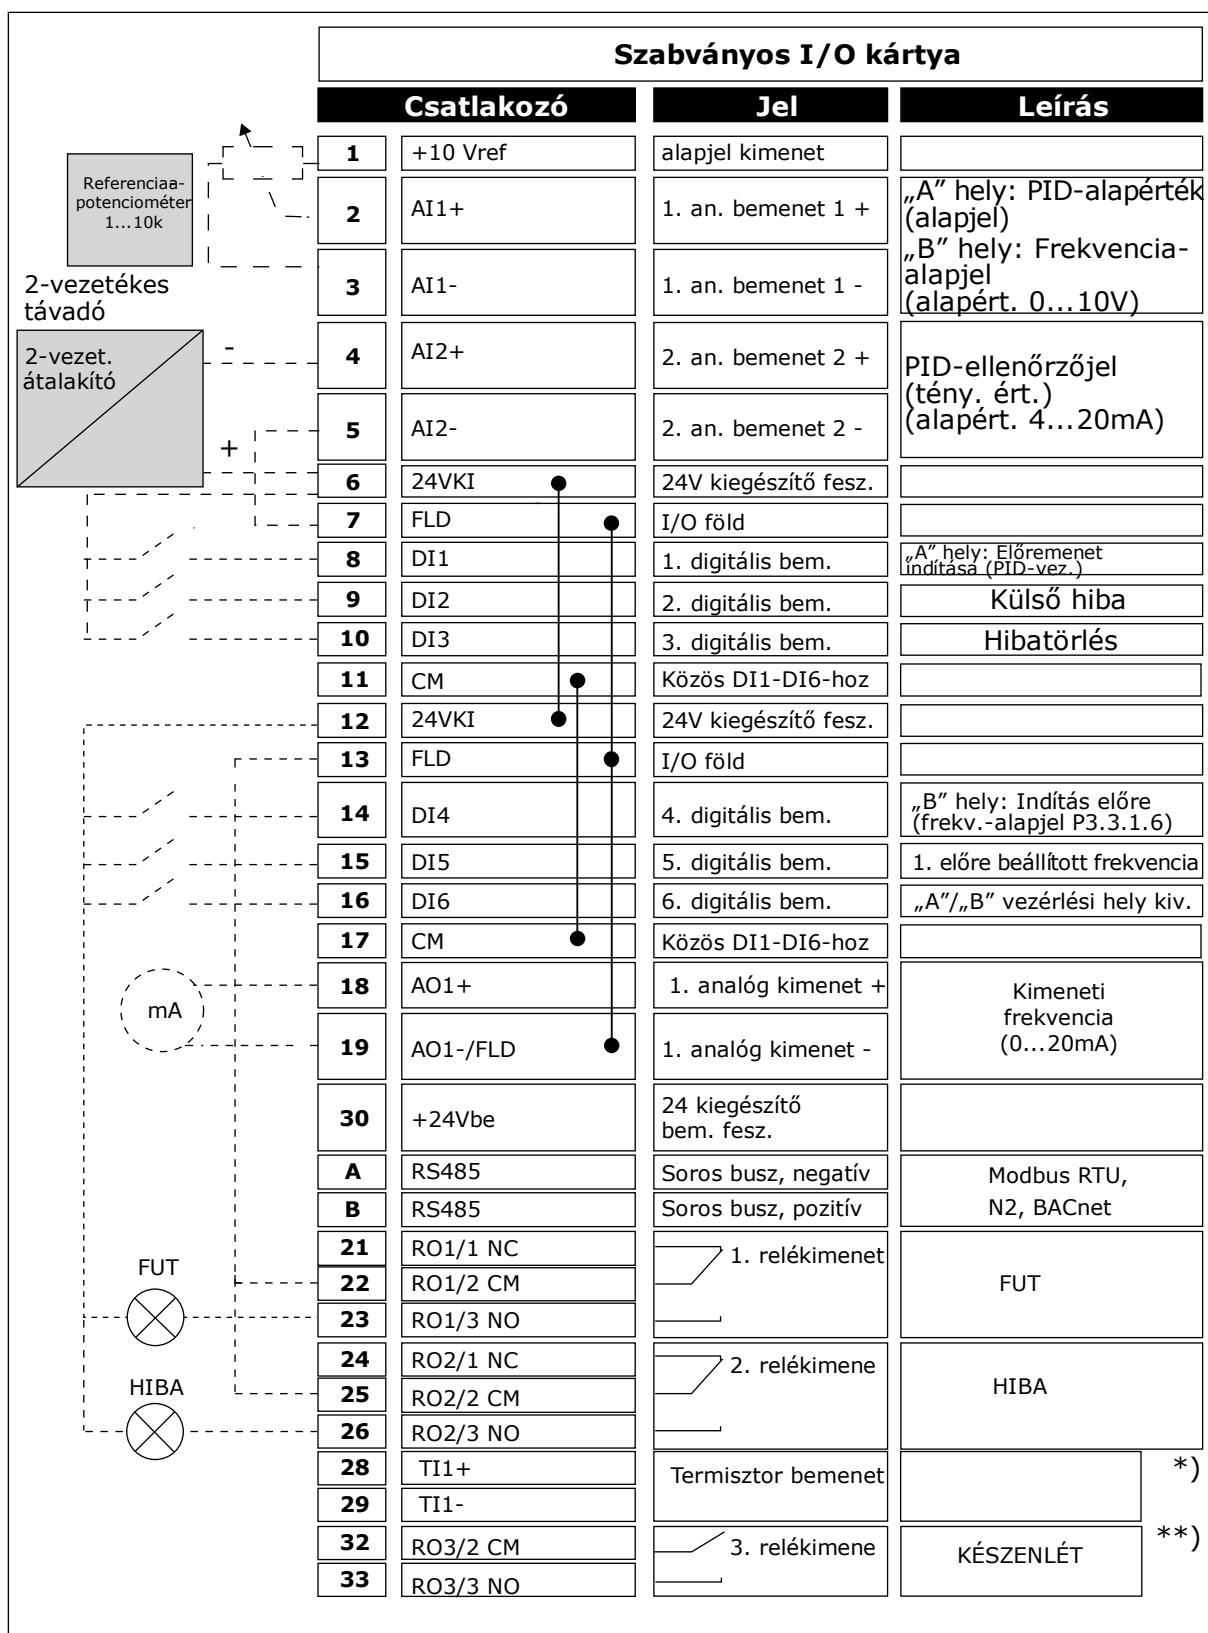 Szabványos I/O kártya
Csatlakozó Jel Leírás
1 +10 Vref alapjel kimenet
Referenciaa-
potenciométer
1...10k
2 AI1+ 1. an. bemenet 1 +
„A” hely: PID-alapérték
(alapjel)
„B” hely: Frekvencia-
alapjel
(alapért. 0...10V)
3 AI1- 1. an. bemenet 1 -
2-vezetékes
távadó
2-vezet.
átalakító
-
+
4 AI2+ 2. an. bemenet 2 +
PID-ellenőrzőjel
(tény. ért.)
(alapért. 4...20mA)
5 AI2- 2. an. bemenet 2 -
6 24VKI 24V kiegészítő fesz.
7 FLD I/O föld
8 DI1 1. digitális bem.
„A” hely: Előremenet
indítása (PID-vez.)
9 DI2 2. digitális bem. Külső hiba
10 DI3 3. digitális bem. Hibatörlés
11 CM Közös DI1-DI6-hoz
12 24VKI 24V kiegészítő fesz.
13 FLD I/O föld
14 DI4 4. digitális bem.
„B” hely: Indítás előre
(frekv.-alapjel P3.3.1.6)
15 DI5 5. digitális bem. 1. előre beállított frekvencia
16 DI6 6. digitális bem. „A”/„B” vezérlési hely kiv.
17 CM Közös DI1-DI6-hoz
mA
18 AO1+ 1. analóg kimenet +
Kimeneti
frekvencia
(0...20mA)
19 AO1-/FLD 1. analóg kimenet -
30 +24Vbe 24 kiegészítő
bem. fesz.
A RS485 Soros busz, negatív Modbus RTU,
B RS485 Soros busz, pozitív N2, BACnet
21 RO1/1 NC 1. relékimenet
FUT
22 RO1/2 CM FUT
23 RO1/3 NO
24 RO2/1 NC 2. relékimene
HIBA
25 RO2/2 CM HIBA
26 RO2/3 NO
28 TI1+ Termisztor bemenet *)
29 TI1-
32 RO3/2 CM 3. relékimene KÉSZENLÉT **)
33 RO3/3 NO